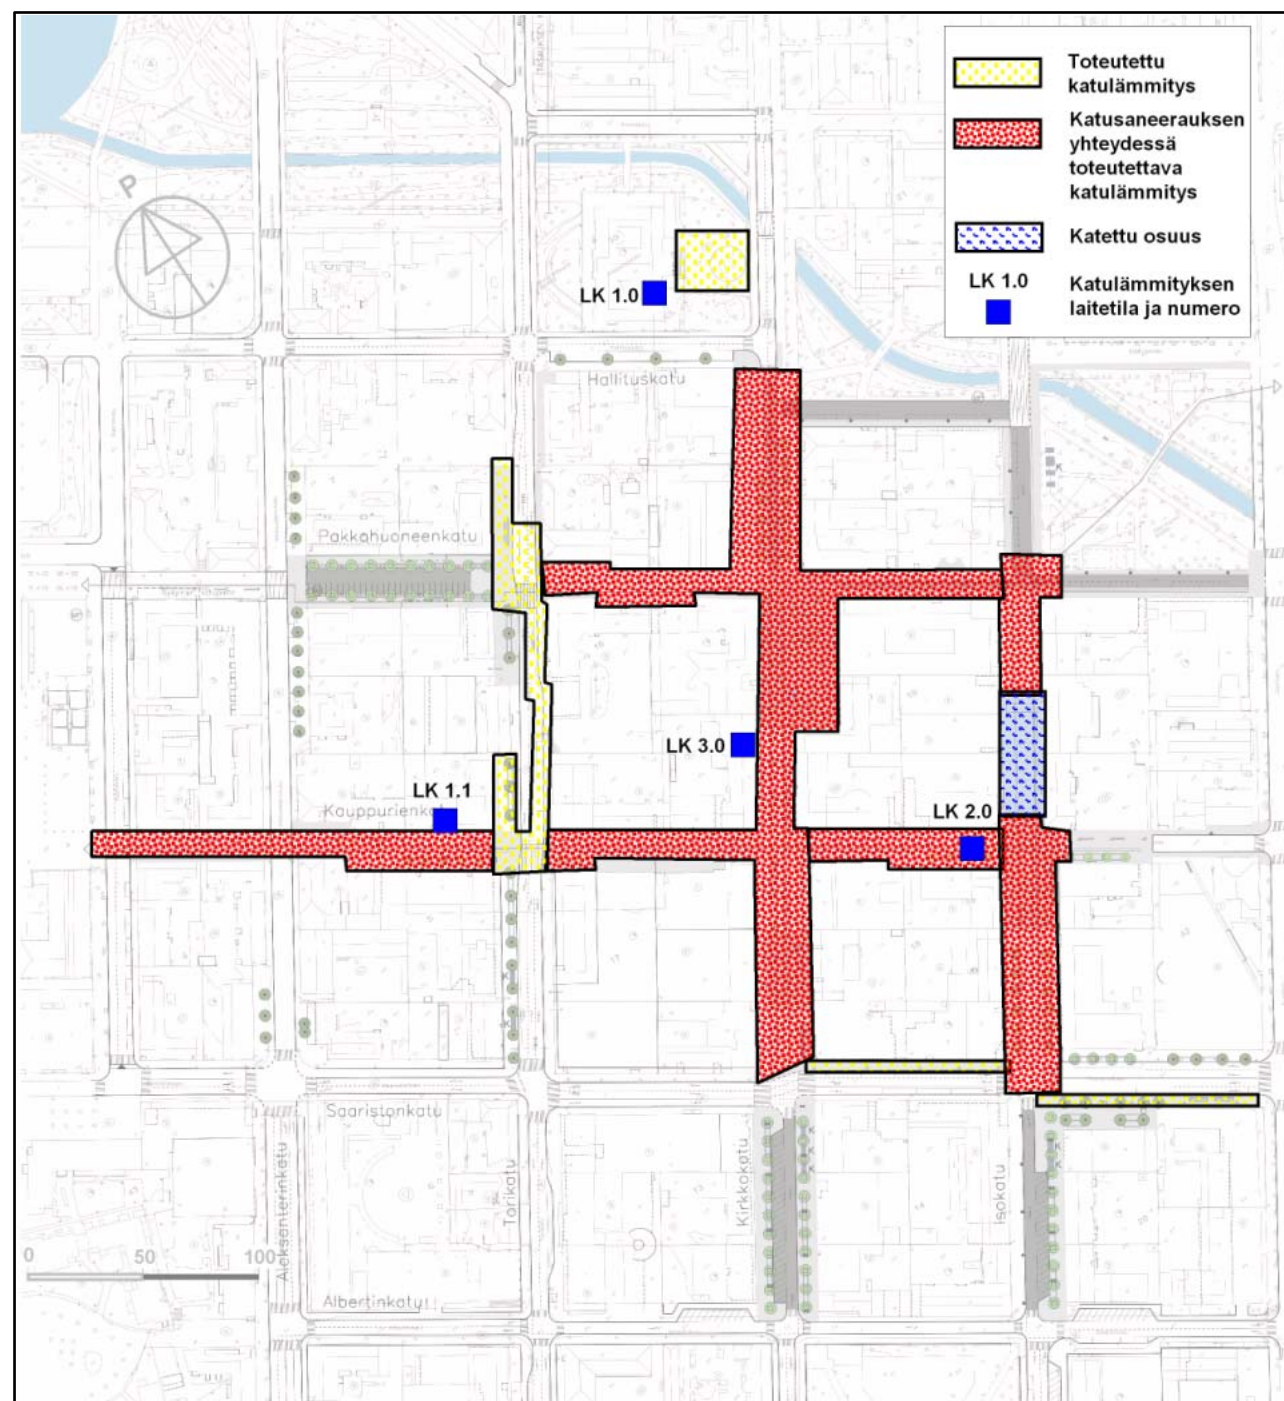 Toteutettu
katulämmitys
Katusaneerauksen
yhteydessä
toteutettava
katulämmitys
Katettu osuus
LK 1.0
Katulämmityksen
laitetila ja numero
P
LK 1.0
Hallituskatu
Pakkahuoneenkatu
LK 3.0
LK 1.1
Kauppurienkat
LK 2.0
Saaristonkatu
Aleksanterinkatu
Torikatu
Kirkkokatu
Isokatu
0 50 100
Albertinkatu